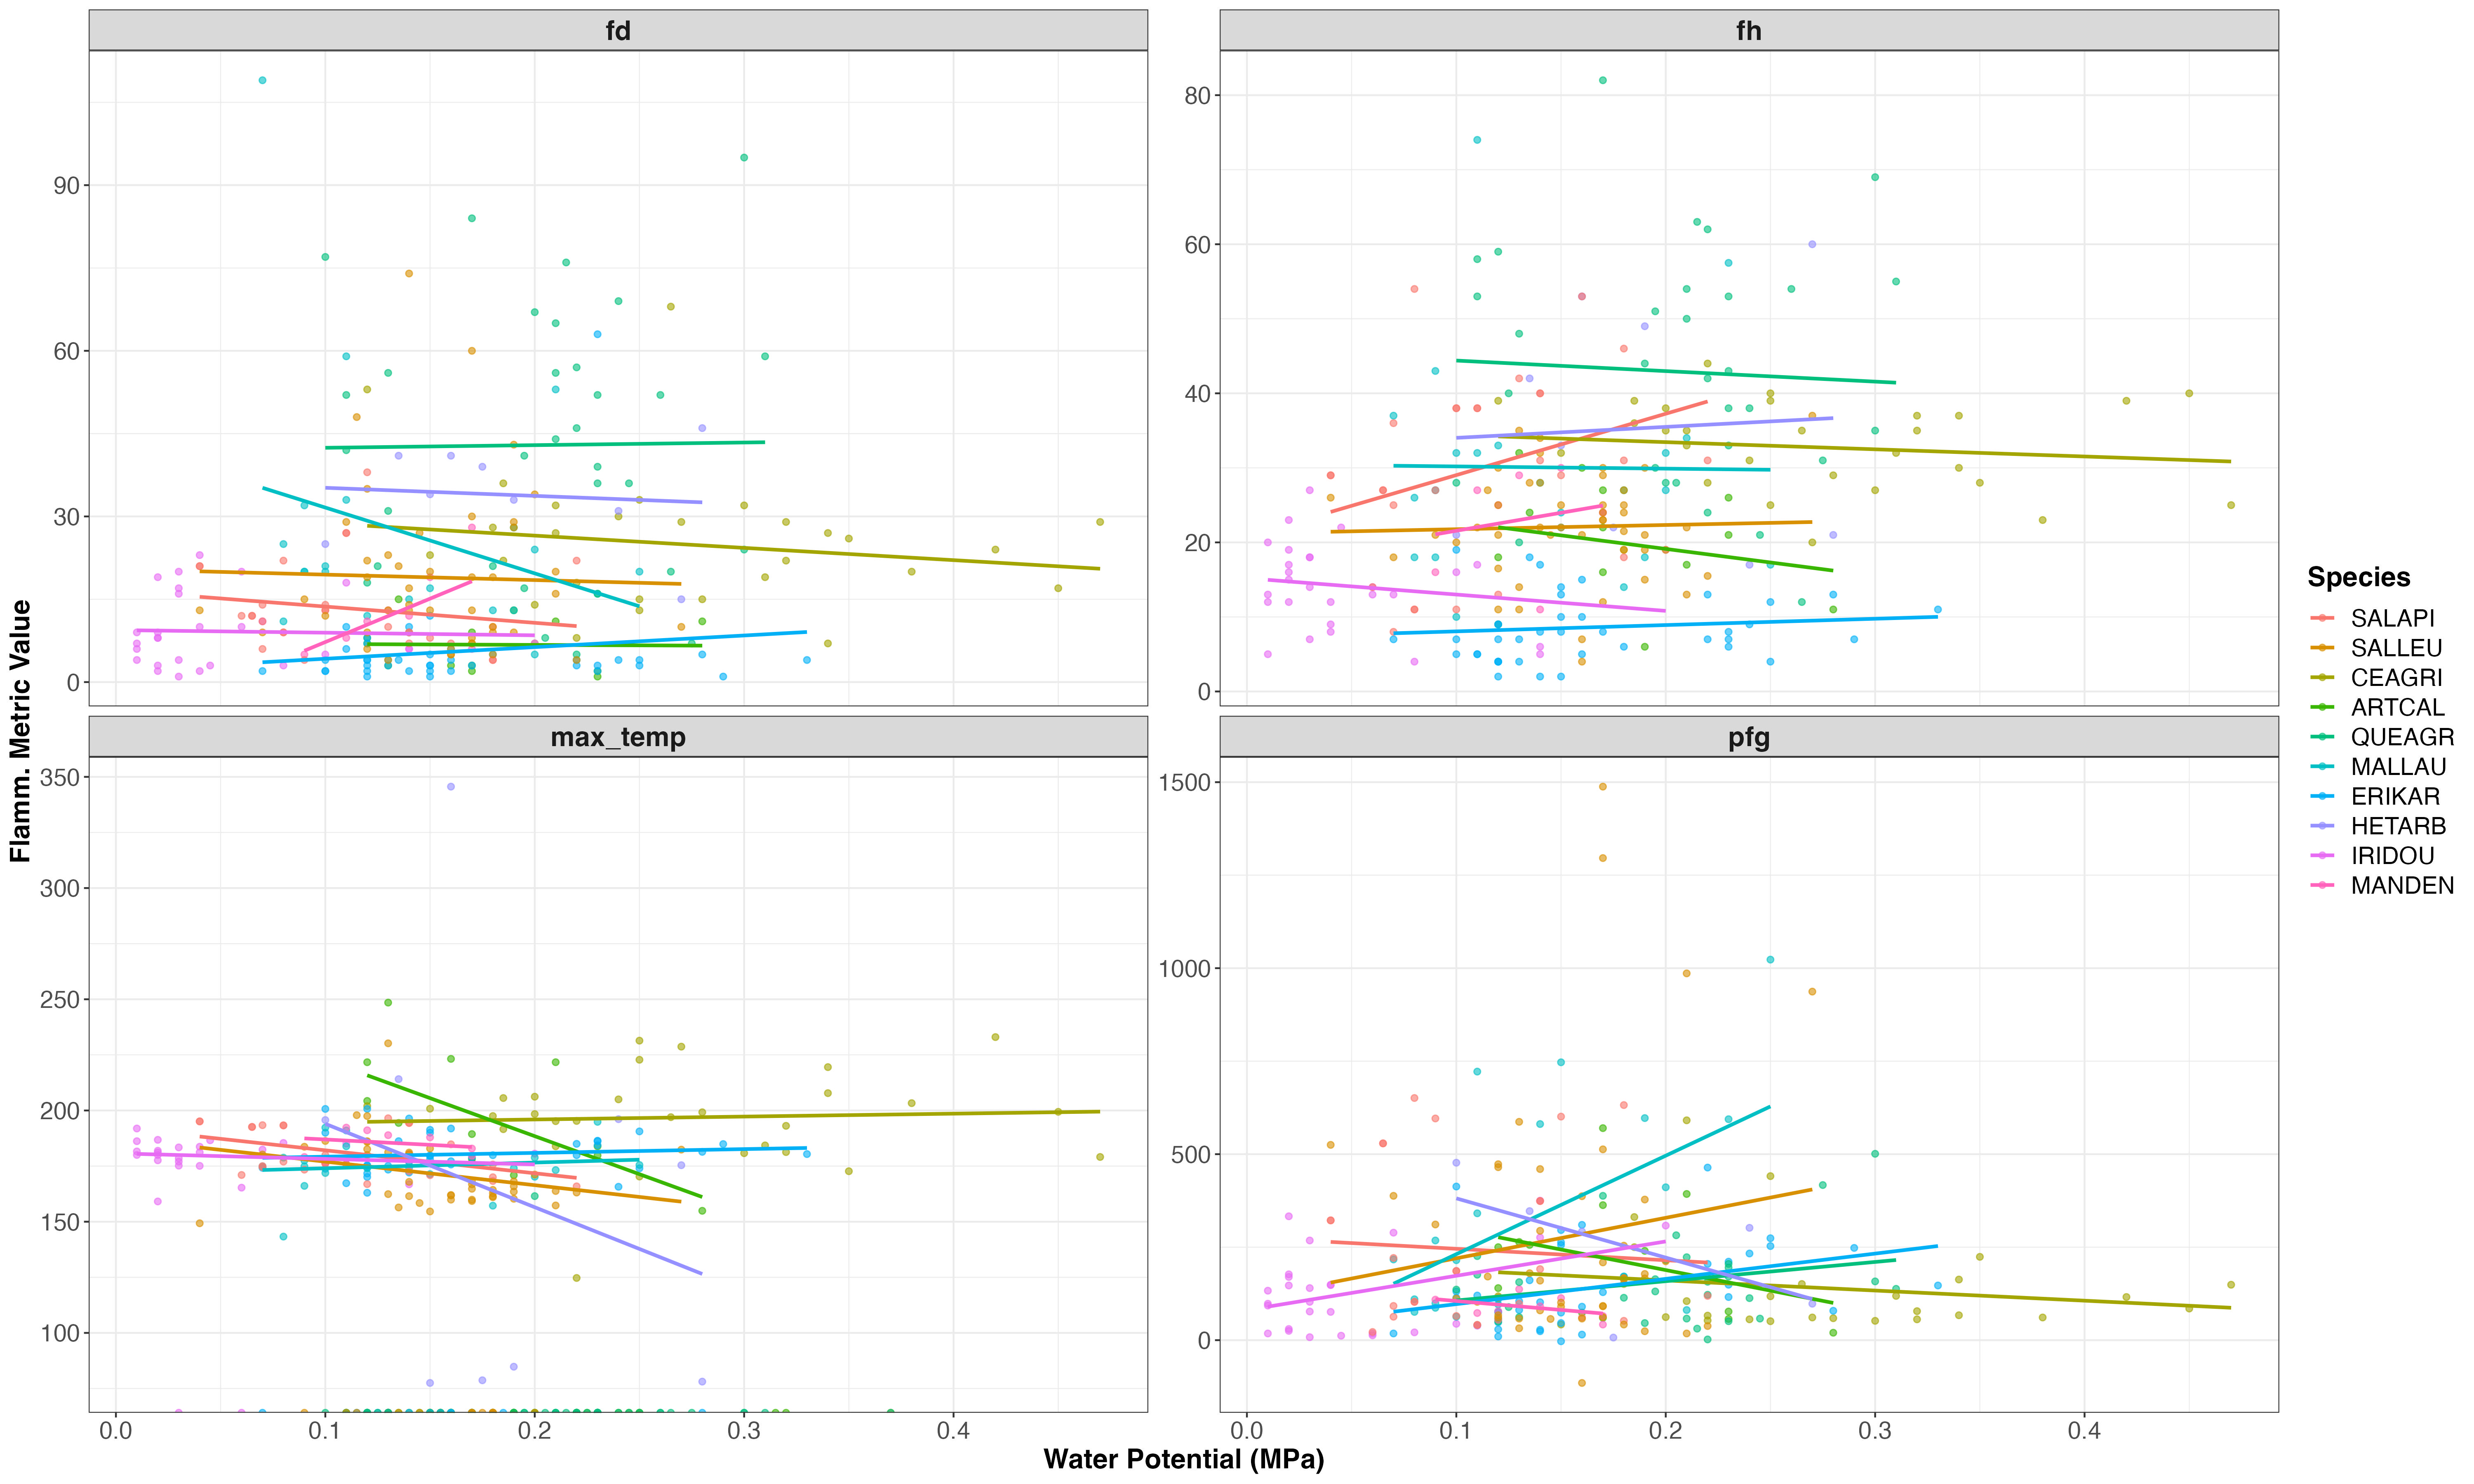 fd
fh
90
60
30
0
80
60
40
20
0
max_temp
pfg
350
300
250
200
150
100
1500
1000
500
0
0.0 0.1 0.2 0.3 0.4
0.0 0.1 0.2 0.3 0.4
Flamm. Metric Value
Water Potential (MPa)
Species
SALAPI
SALLEU
CEAGRI
ARTCAL
QUEAGR
MALLAU
ERIKAR
HETARB
IRIDOU
MANDEN